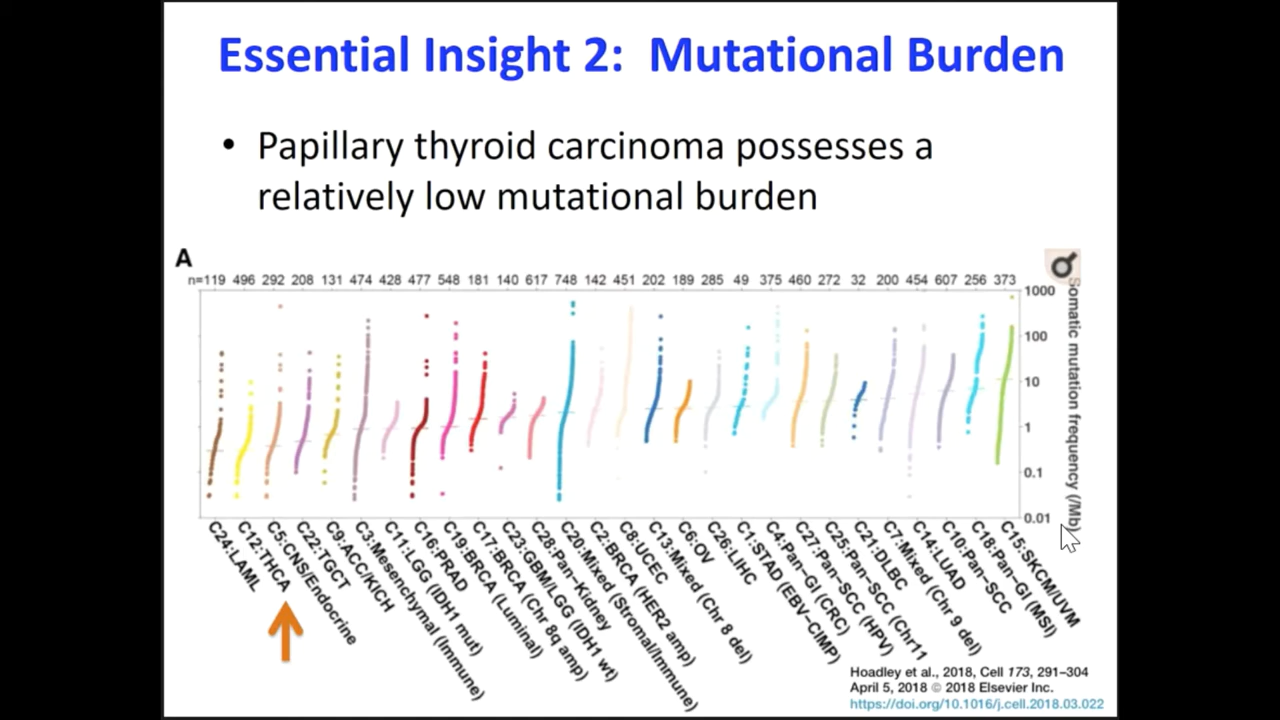 Essential Insight 2: Mutational Burden
• Papillary thyroid carcinoma possesses a
relatively low mutational burden
A
n=119 496 292 208 131 474 428 477 548 181 140 617 748 142 451 202 189 285 49 375 460 272 32 200 454 607 256 373
1000
100
10
1
0.1
0.01
Somatic mutation frequency (/Mb)
C24:LAML
C12:THCA
C5:CNS/Endocrine
C22:TGCT
C9:ACC/KICH
C3:Mesenchymal (Immune)
C11:LGG (IDH1 mut)
C16:PRAD
C19:BRCA (Luminal)
C17:BRCA (Chr 8q amp)
C23:GBM/LGG (IDH1 wt)
C28:Pan-Kidney
C20:Mixed (Stromal/Immune)
C2:BRCA (HER2 amp)
C8:UCEC
C13:Mixed (Chr 8 del)
C6:OV
C26:LIHC
C1:STAD (EBV-CIMP)
C4:Pan-GI (CRC)
C27:Pan-SCC (HPV)
C25:Pan-SCC (Chr11
C21:DLBC
C7:Mixed (Chr 9 del)
C14:LUAD
C10:Pan-SCC
C18:Pan-GI (MSI)
C15:SKCM/UVM
Hoadley et al., 2018, Cell 173, 291–304
April 5, 2018 © 2018 Elsevier Inc.
https://doi.org/10.1016/j.cell.2018.03.022